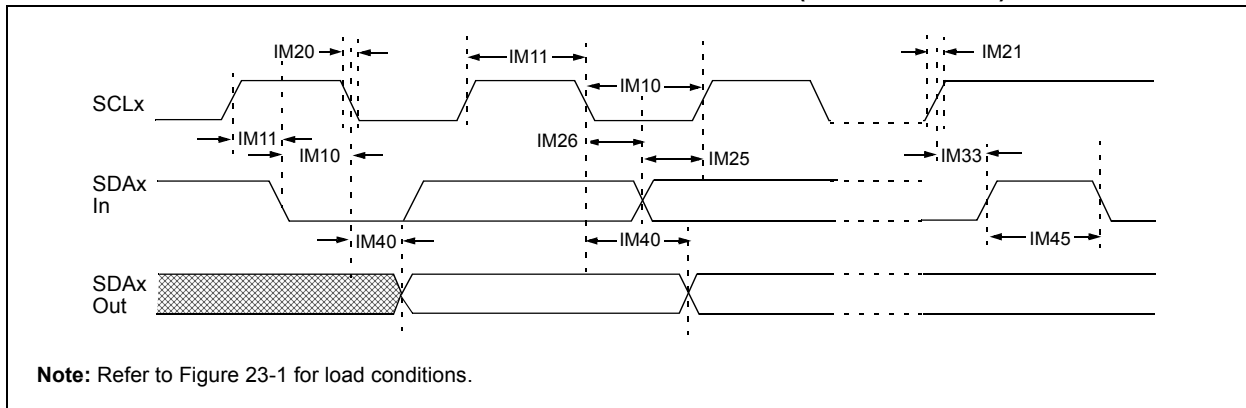 IM20
IM11
IM21
IM10
SCLx
IM11
IM26
IM10
IM25
IM33
SDAx
In
IM40
IM40
IM45
SDAx
Out
Note: Refer to Figure 23-1 for load conditions.